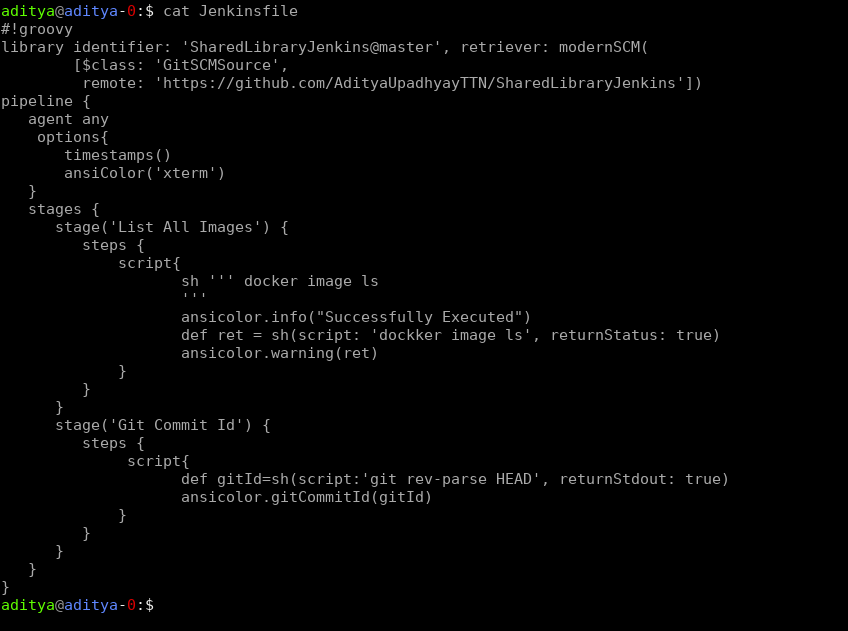 aditya@aditya-0:$ cat Jenkinsfile
#!groovy
library identifier: 'SharedLibraryJenkins@master', retriever: modernSCM(
        [$class: 'GitSCMSource',
         remote: 'https://github.com/AdityaUpadhyayTTN/SharedLibraryJenkins'])
pipeline {
   agent any
    options{
       timestamps()
       ansiColor('xterm')
   }
   stages {
      stage('List All Images') {
         steps {
             script{
                    sh ''' docker image ls
                    '''
                    ansicolor.info("Successfully Executed")
                    def ret = sh(script: 'dockker image ls', returnStatus: true)
                    ansicolor.warning(ret)
             }
         }
      }
      stage('Git Commit Id') {
         steps {
              script{
                    def gitId=sh(script:'git rev-parse HEAD', returnStdout: true)
                    ansicolor.gitCommitId(gitId)
             }
         }
      }
   }
}
aditya@aditya-0:$